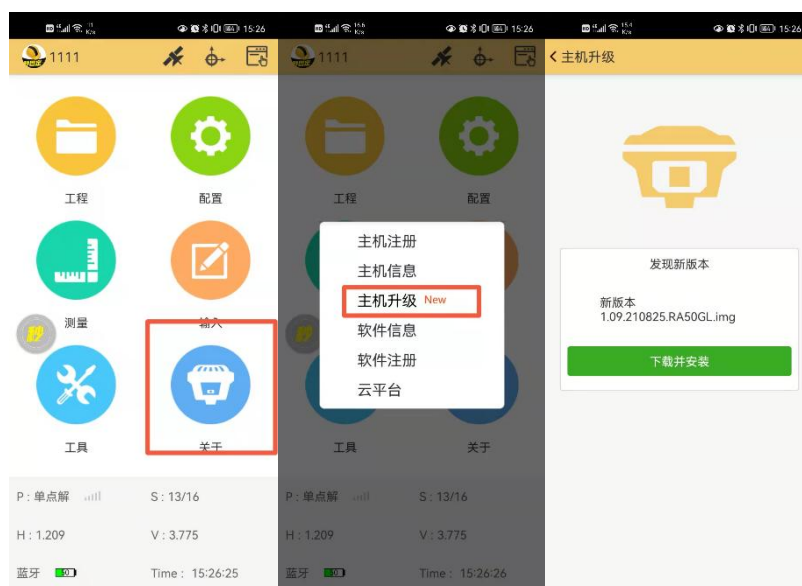 15:26
1111
工程
配置
测量
输入
工具
关于
P : 单点解
S : 13/16
H : 1.209
V : 3.775
蓝牙
Time : 15:26:25
15:26
1111
工程
主机注册
主机信息
主机升级 New
软件信息
软件注册
云平台
配置
工具
关于
P : 单点解
S : 13/16
H : 1.209
V : 3.775
蓝牙
Time : 15:26:26
15:26
主机升级
发现新版本
新版本
1.09.210825.RA50GL.img
下载并安装